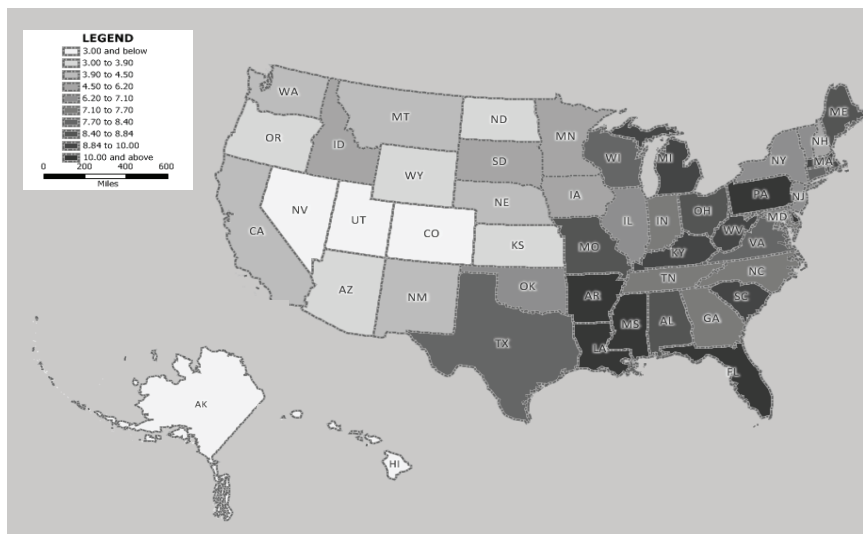 LEGEND
3.00 and below
3.00 to 3.90
3.90 to 4.50
4.50 to 6.20
6.20 to 7.10
7.10 to 7.70
7.70 to 8.40
8.40 to 8.84
8.84 to 10.00
10.00 and above
0 200 400 600
Miles
WA
MT
ND
MN
ME
OR
ID
SD
WI
MI
NY
NH
MA
WY
NE
IA
PA
NJ
NV
UT
CO
IL
IN
OH
MD
CA
KS
MO
KY
WV
VA
AZ
NM
OK
AR
TN
NC
TX
LA
MS
AL
GA
SC
FL
AK
HI